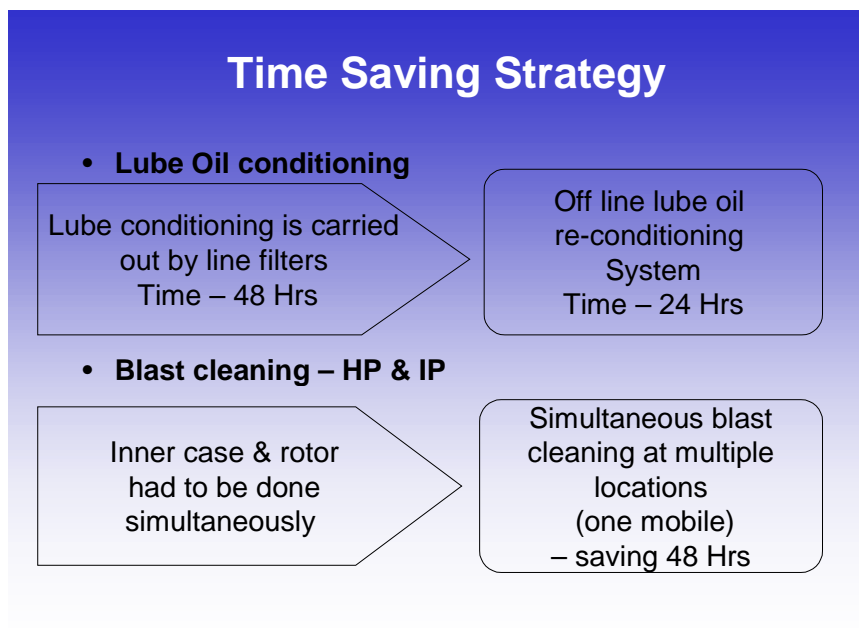 Time Saving Strategy
• Lube Oil conditioning
Lube conditioning is carried
out by line filters
Time – 48 Hrs
Off line lube oil
re-conditioning
System
Time – 24 Hrs
• Blast cleaning – HP & IP
Inner case & rotor
had to be done
simultaneously
Simultaneous blast
cleaning at multiple
locations
(one mobile)
– saving 48 Hrs